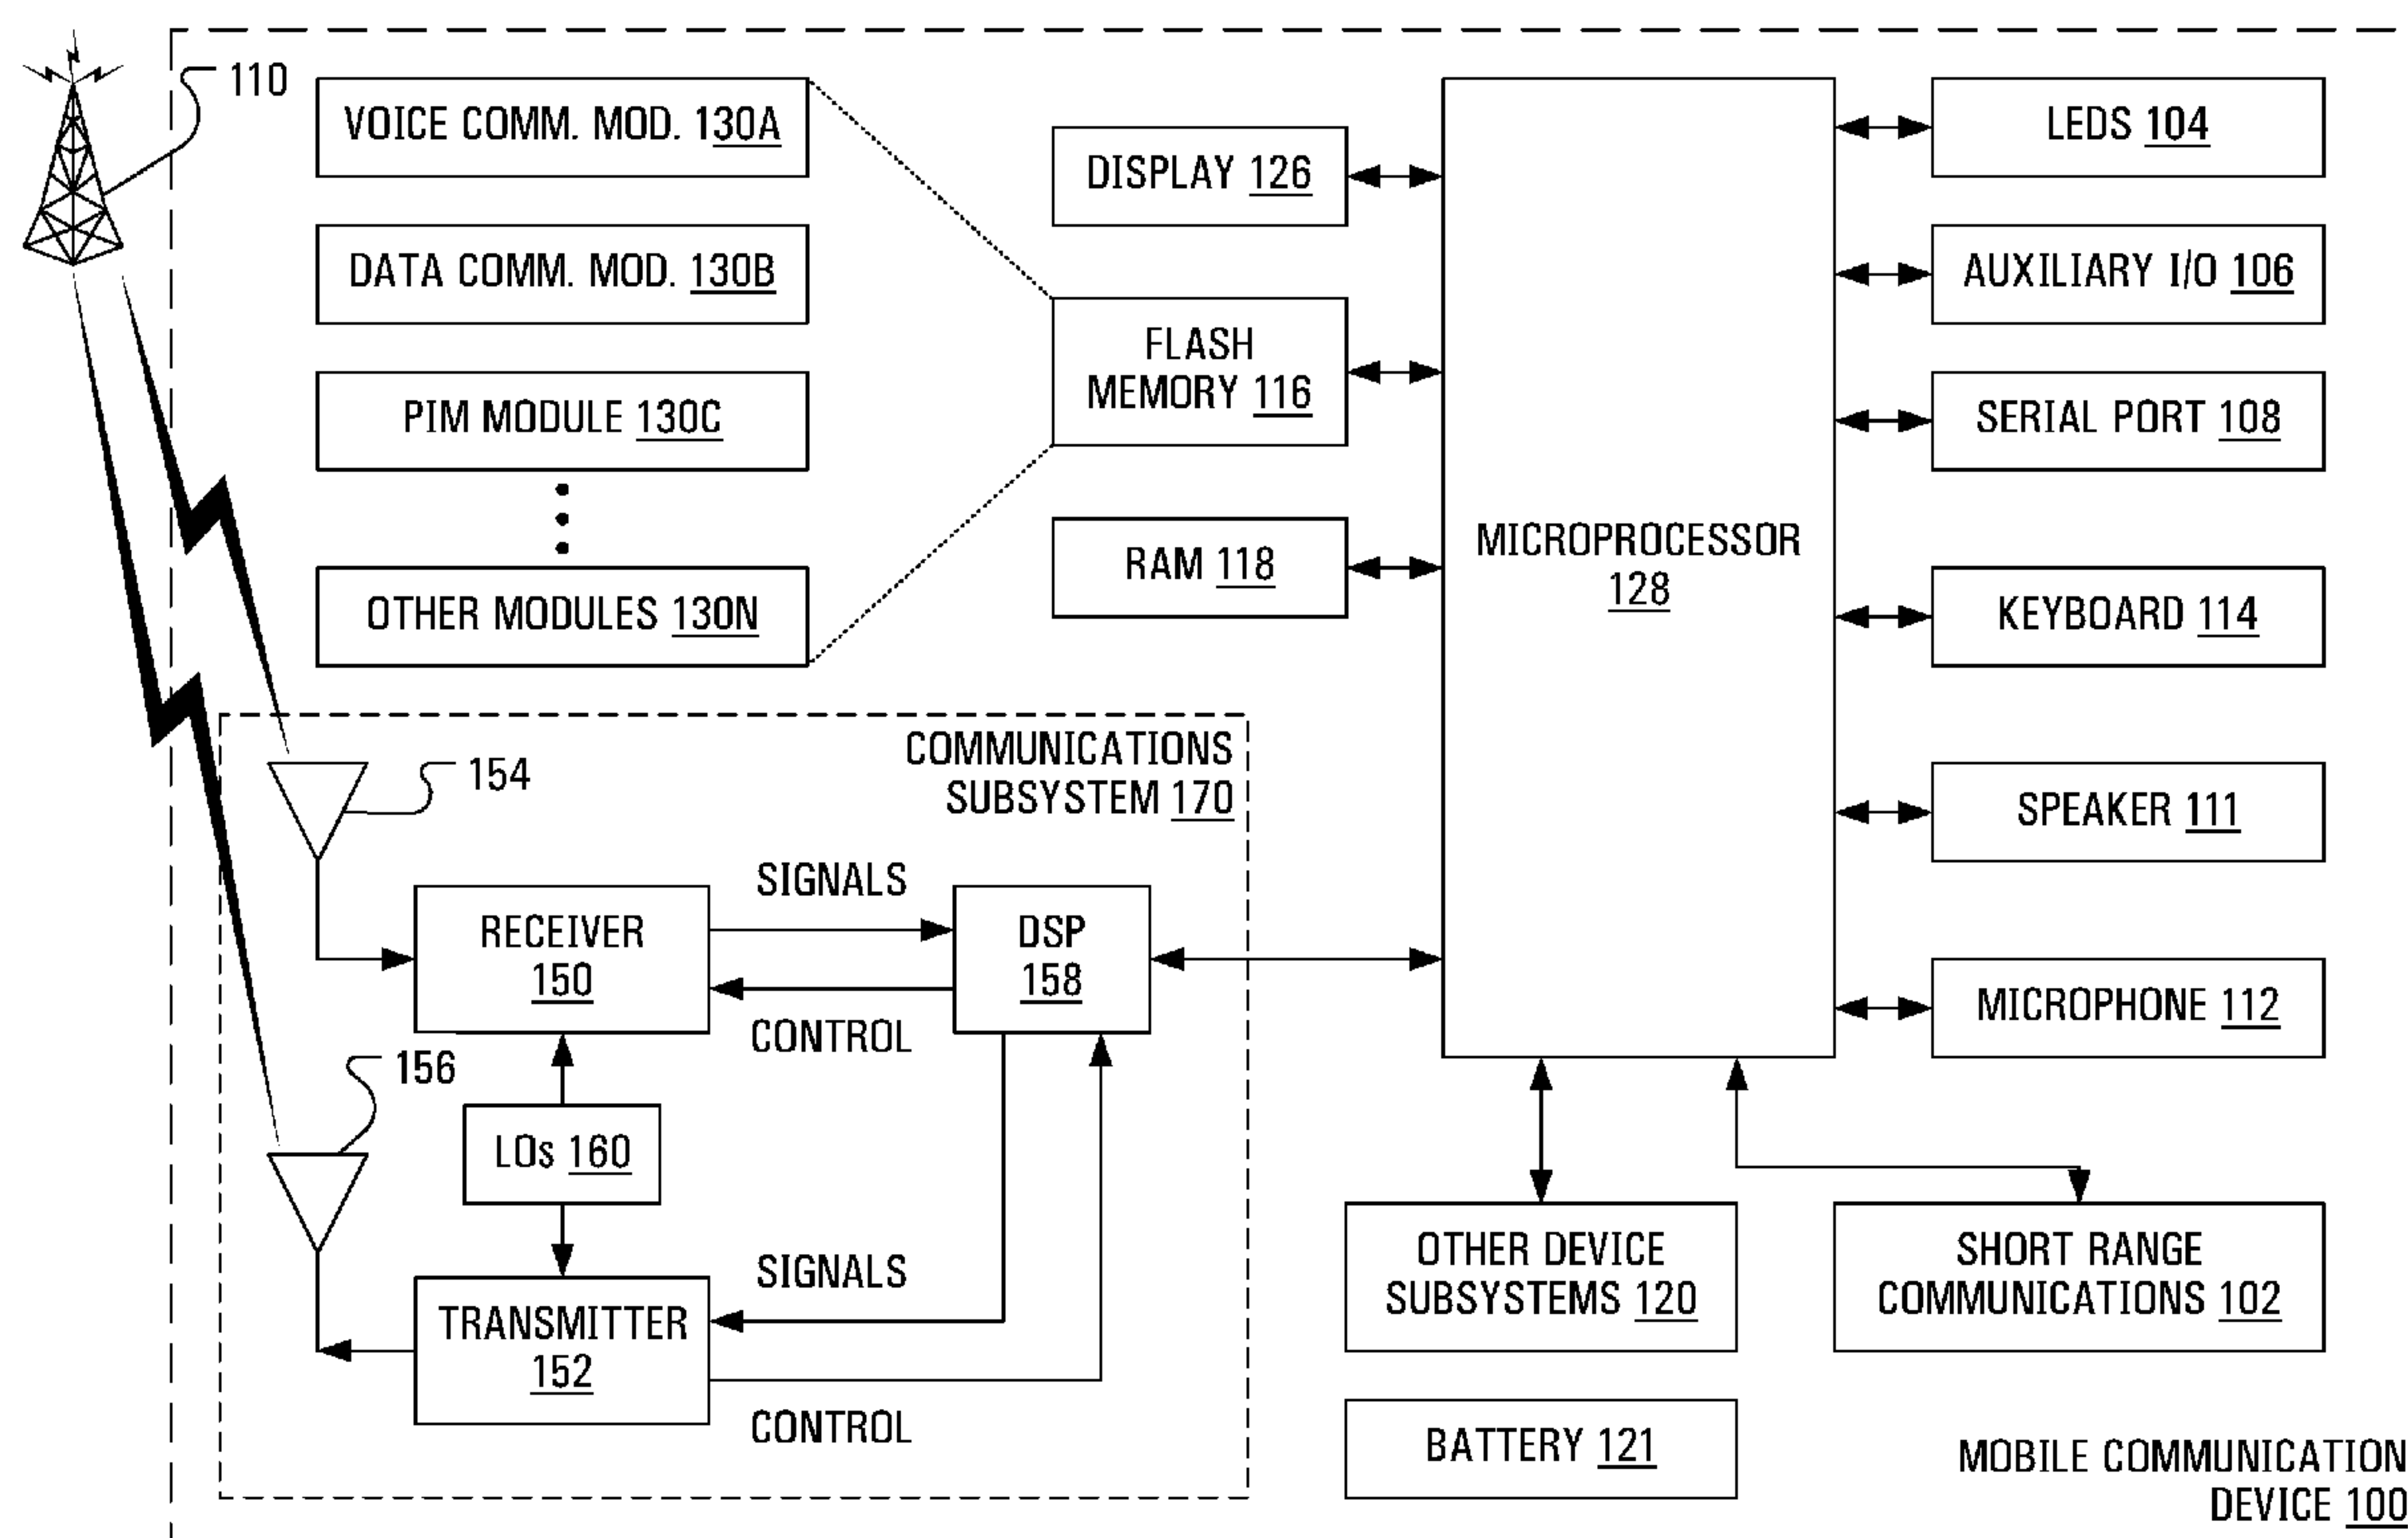 110
VOICE COMM. MOD. 130A
DATA COMM. MOD. 130B
PIM MODULE 130C
OTHER MODULES 130N
DISPLAY 126
FLASH
MEMORY 116
RAM 118
MICROPROCESSOR
128
LEDS 104
AUXILIARY I/O 106
SERIAL PORT 108
KEYBOARD 114
SPEAKER 111
MICROPHONE 112
COMMUNICATIONS
SUBSYSTEM 170
154
RECEIVER
150
SIGNALS
CONTROL
DSP
158
156
LOs 160
TRANSMITTER
152
SIGNALS
CONTROL
OTHER DEVICE
SUBSYSTEMS 120
SHORT RANGE
COMMUNICATIONS 102
BATTERY 121
MOBILE COMMUNICATION
DEVICE 100